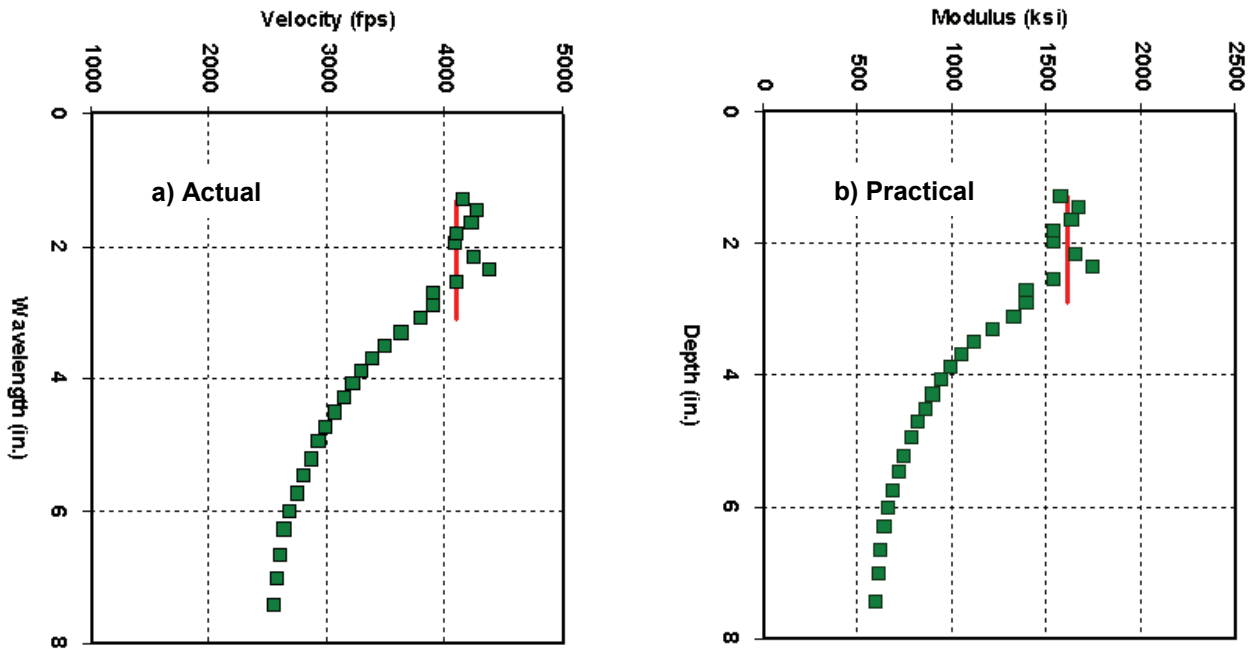 Velocity (fps)
1000 2000 3000 4000 5000
0
2
4
6
8
Wavelength (in.)
a) Actual
Modulus (ksi)
0 500 1000 1500 2000 2500
0
2
4
6
8
Depth (in.)
b) Practical